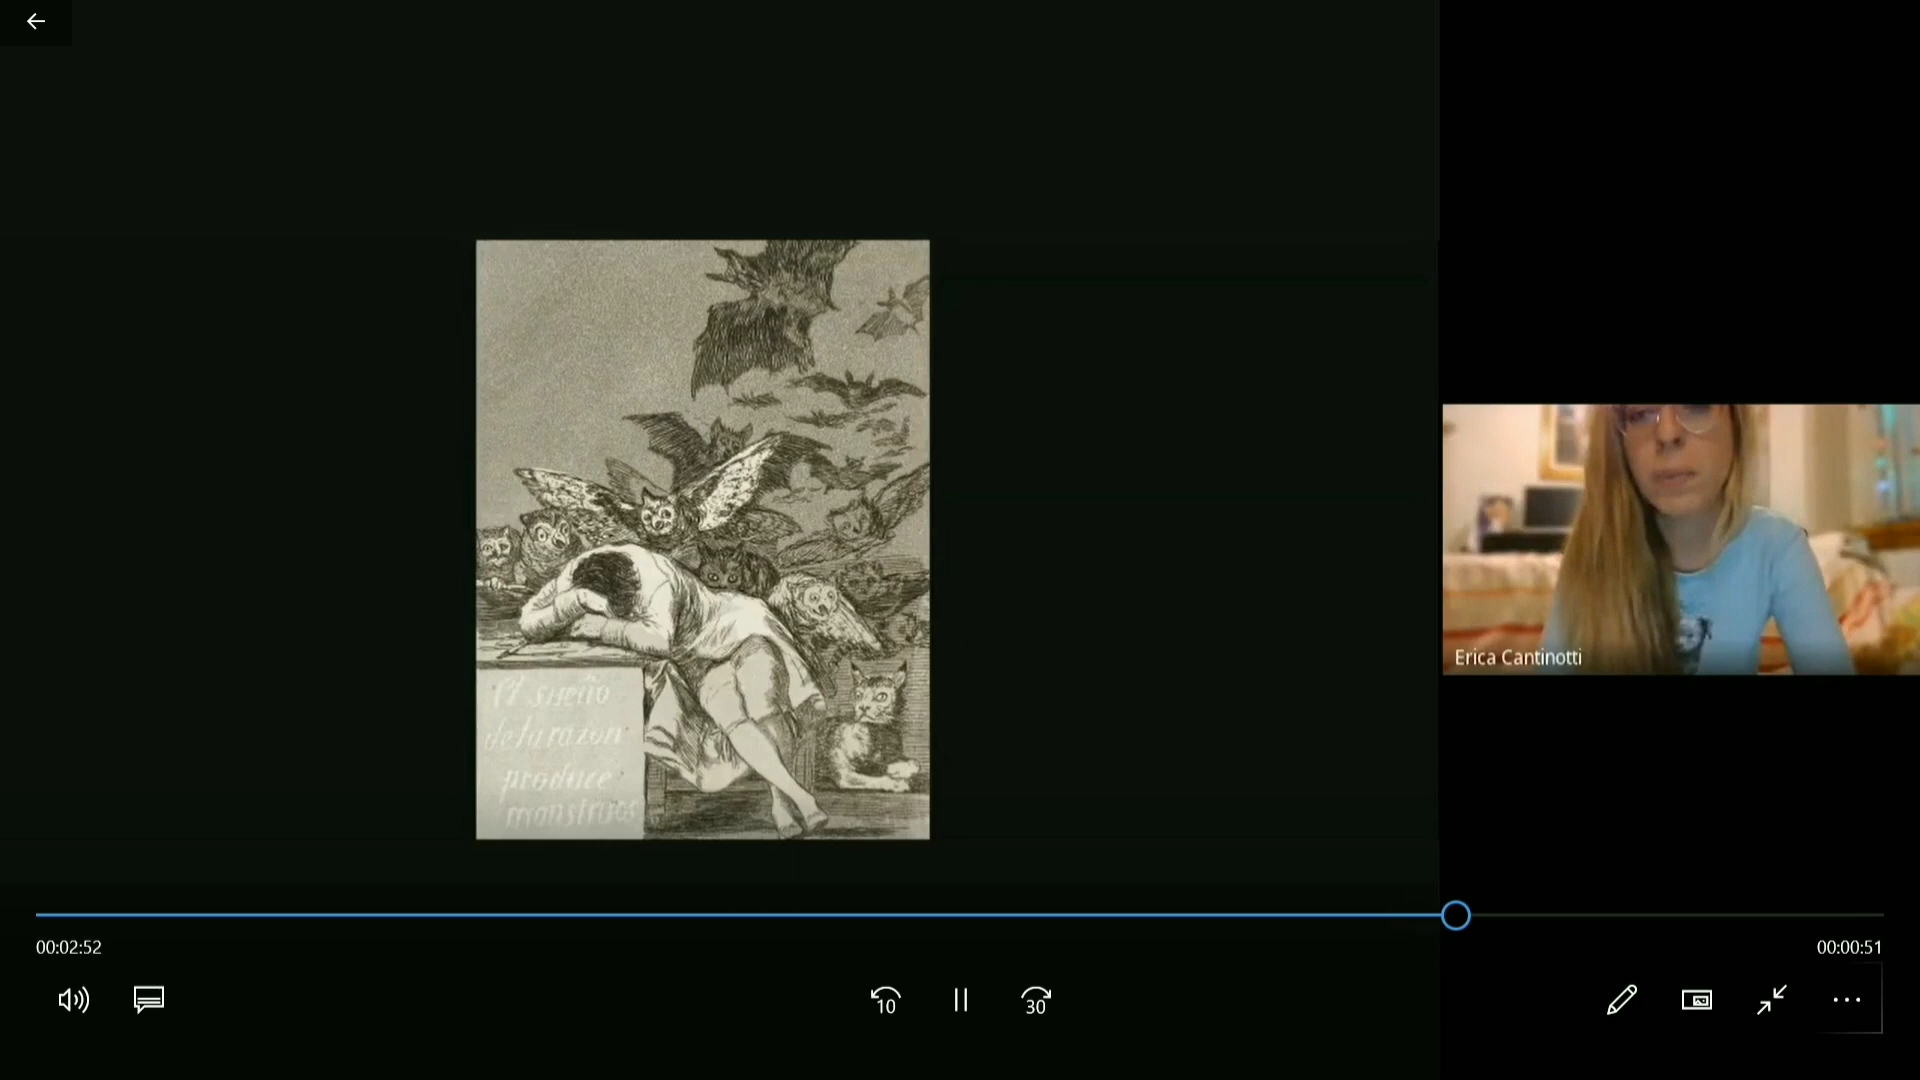 El sueño
de la razon
produce
monstruos
Erica Cantinotti
00:02:52
00:00:51
10
30